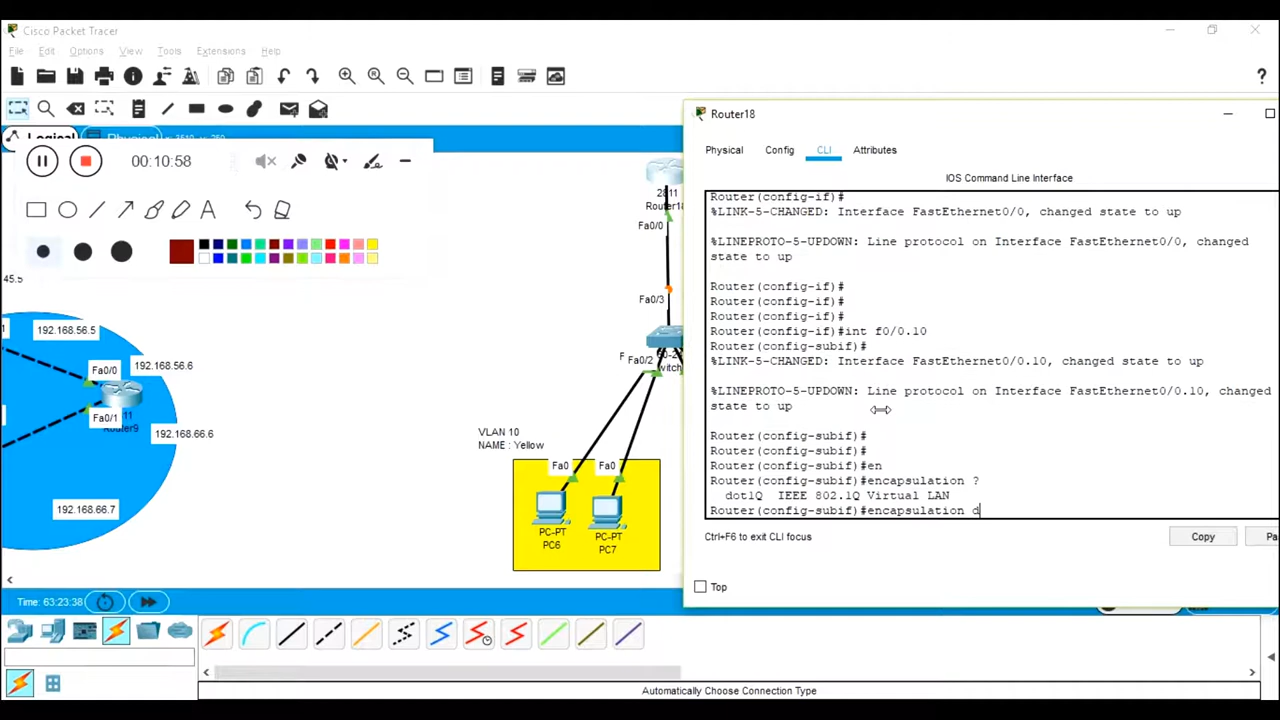 Cisco Packet Tracer
File Edit Options View Tools Extensions Help
?
Logical
Physical
00:10:58
45.5
192.168.56.5
Fa0/0
192.168.56.6
Fa0/1
Router9
192.168.66.6
192.168.66.7
2811
Fa0/0
Fa0/3
Fa0/2
VLAN 10
NAME : Yellow
Fa0 Fa0
PC-PT
PC6
PC-PT
PC7
Router18
Physical Config CLI Attributes
IOS Command Line Interface
Router(config-if)#
%LINK-5-CHANGED: Interface FastEthernet0/0, changed state to up
%LINEPROTO-5-UPDOWN: Line protocol on Interface FastEthernet0/0, changed
state to up
Router(config-if)#
Router(config-if)#
Router(config-if)#
Router(config-if)#int f0/0.10
Router(config-subif)#
%LINK-5-CHANGED: Interface FastEthernet0/0.10, changed state to up
%LINEPROTO-5-UPDOWN: Line protocol on Interface FastEthernet0/0.10, changed
state to up
Router(config-subif)#
Router(config-subif)#
Router(config-subif)#en
Router(config-subif)#encapsulation ?
dot1Q IEEE 802.1Q Virtual LAN
Router(config-subif)#encapsulation d
Ctrl+F6 to exit CLI focus
Copy
Pa
Top
Time: 63:23:38
Automatically Choose Connection Type